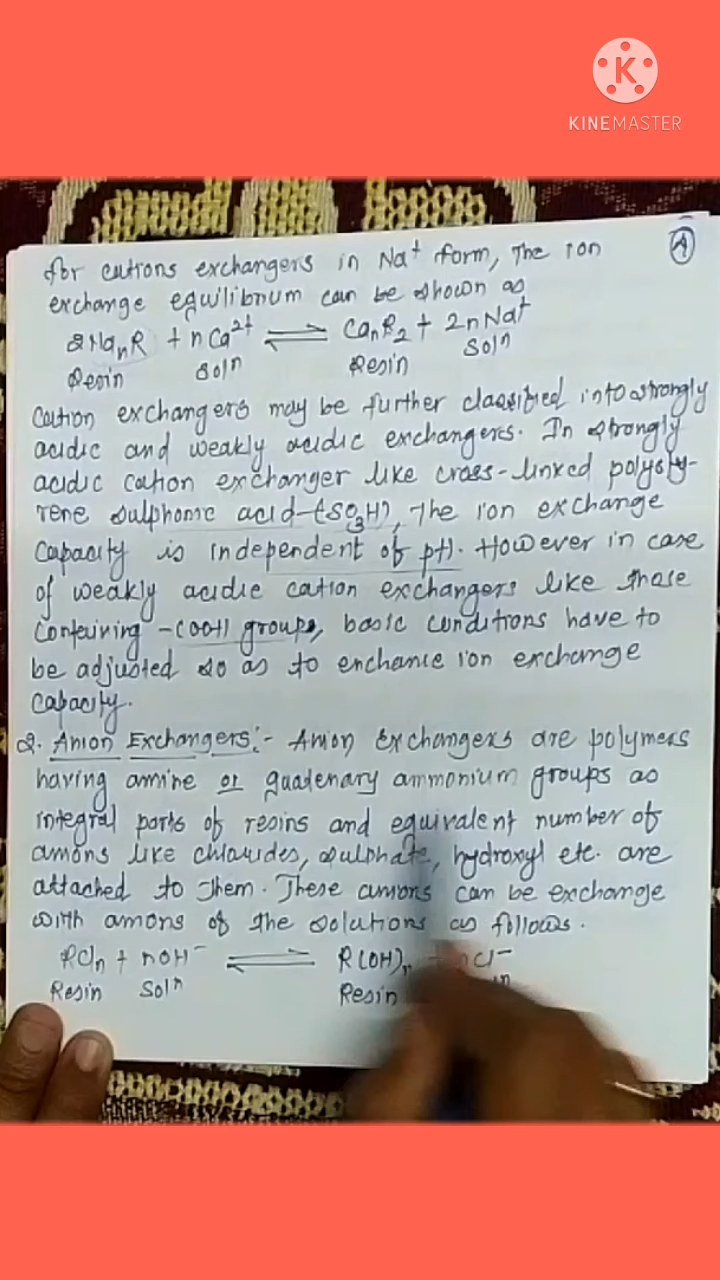 KINEMASTER
for cations exchangers in Na⁺ form, The ion
exchange equilibrium can be shown as
2NanR + nCa²⁺ ⇌ CanR₂ + 2nNa⁺
Resin Solⁿ Resin Solⁿ
Cation exchangers may be further classified into strongly
acidic and weakly acidic exchangers. In strongly
acidic cation exchanger like cross-linked polysty-
rene sulphonic acid-(SO₃H), The ion exchange
capacity is independent of pH. However in case
of weakly acidic cation exchangers like those
containing -COOH groups, basic conditions have to
be adjusted so as to enchance ion exchange
capacity.
2. Anion Exchangers:- Anion exchangers are polymers
having amine or quatenary ammonium groups as
integral parts of resins and equivalent number of
anions like chlorides, sulphate, hydroxyl etc. are
attached to them. These anions can be exchange
with anions of the solutions as follows.
RCln + nOH⁻ ⇌ R(OH)n + nCl⁻
Resin Solⁿ Resin